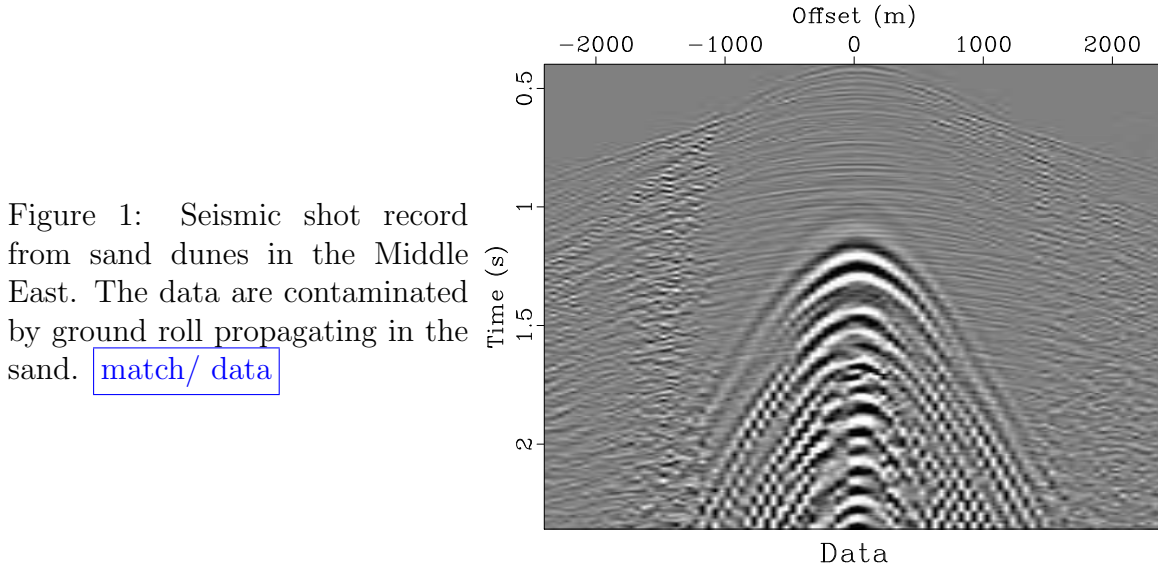 Figure 1: Seismic shot record
from sand dunes in the Middle
East. The data are contaminated
by ground roll propagating in the
sand. match/ data
Offset (m)
−2000 −1000 0 1000 2000
Time (s)
0.5
1
1.5
2
Data